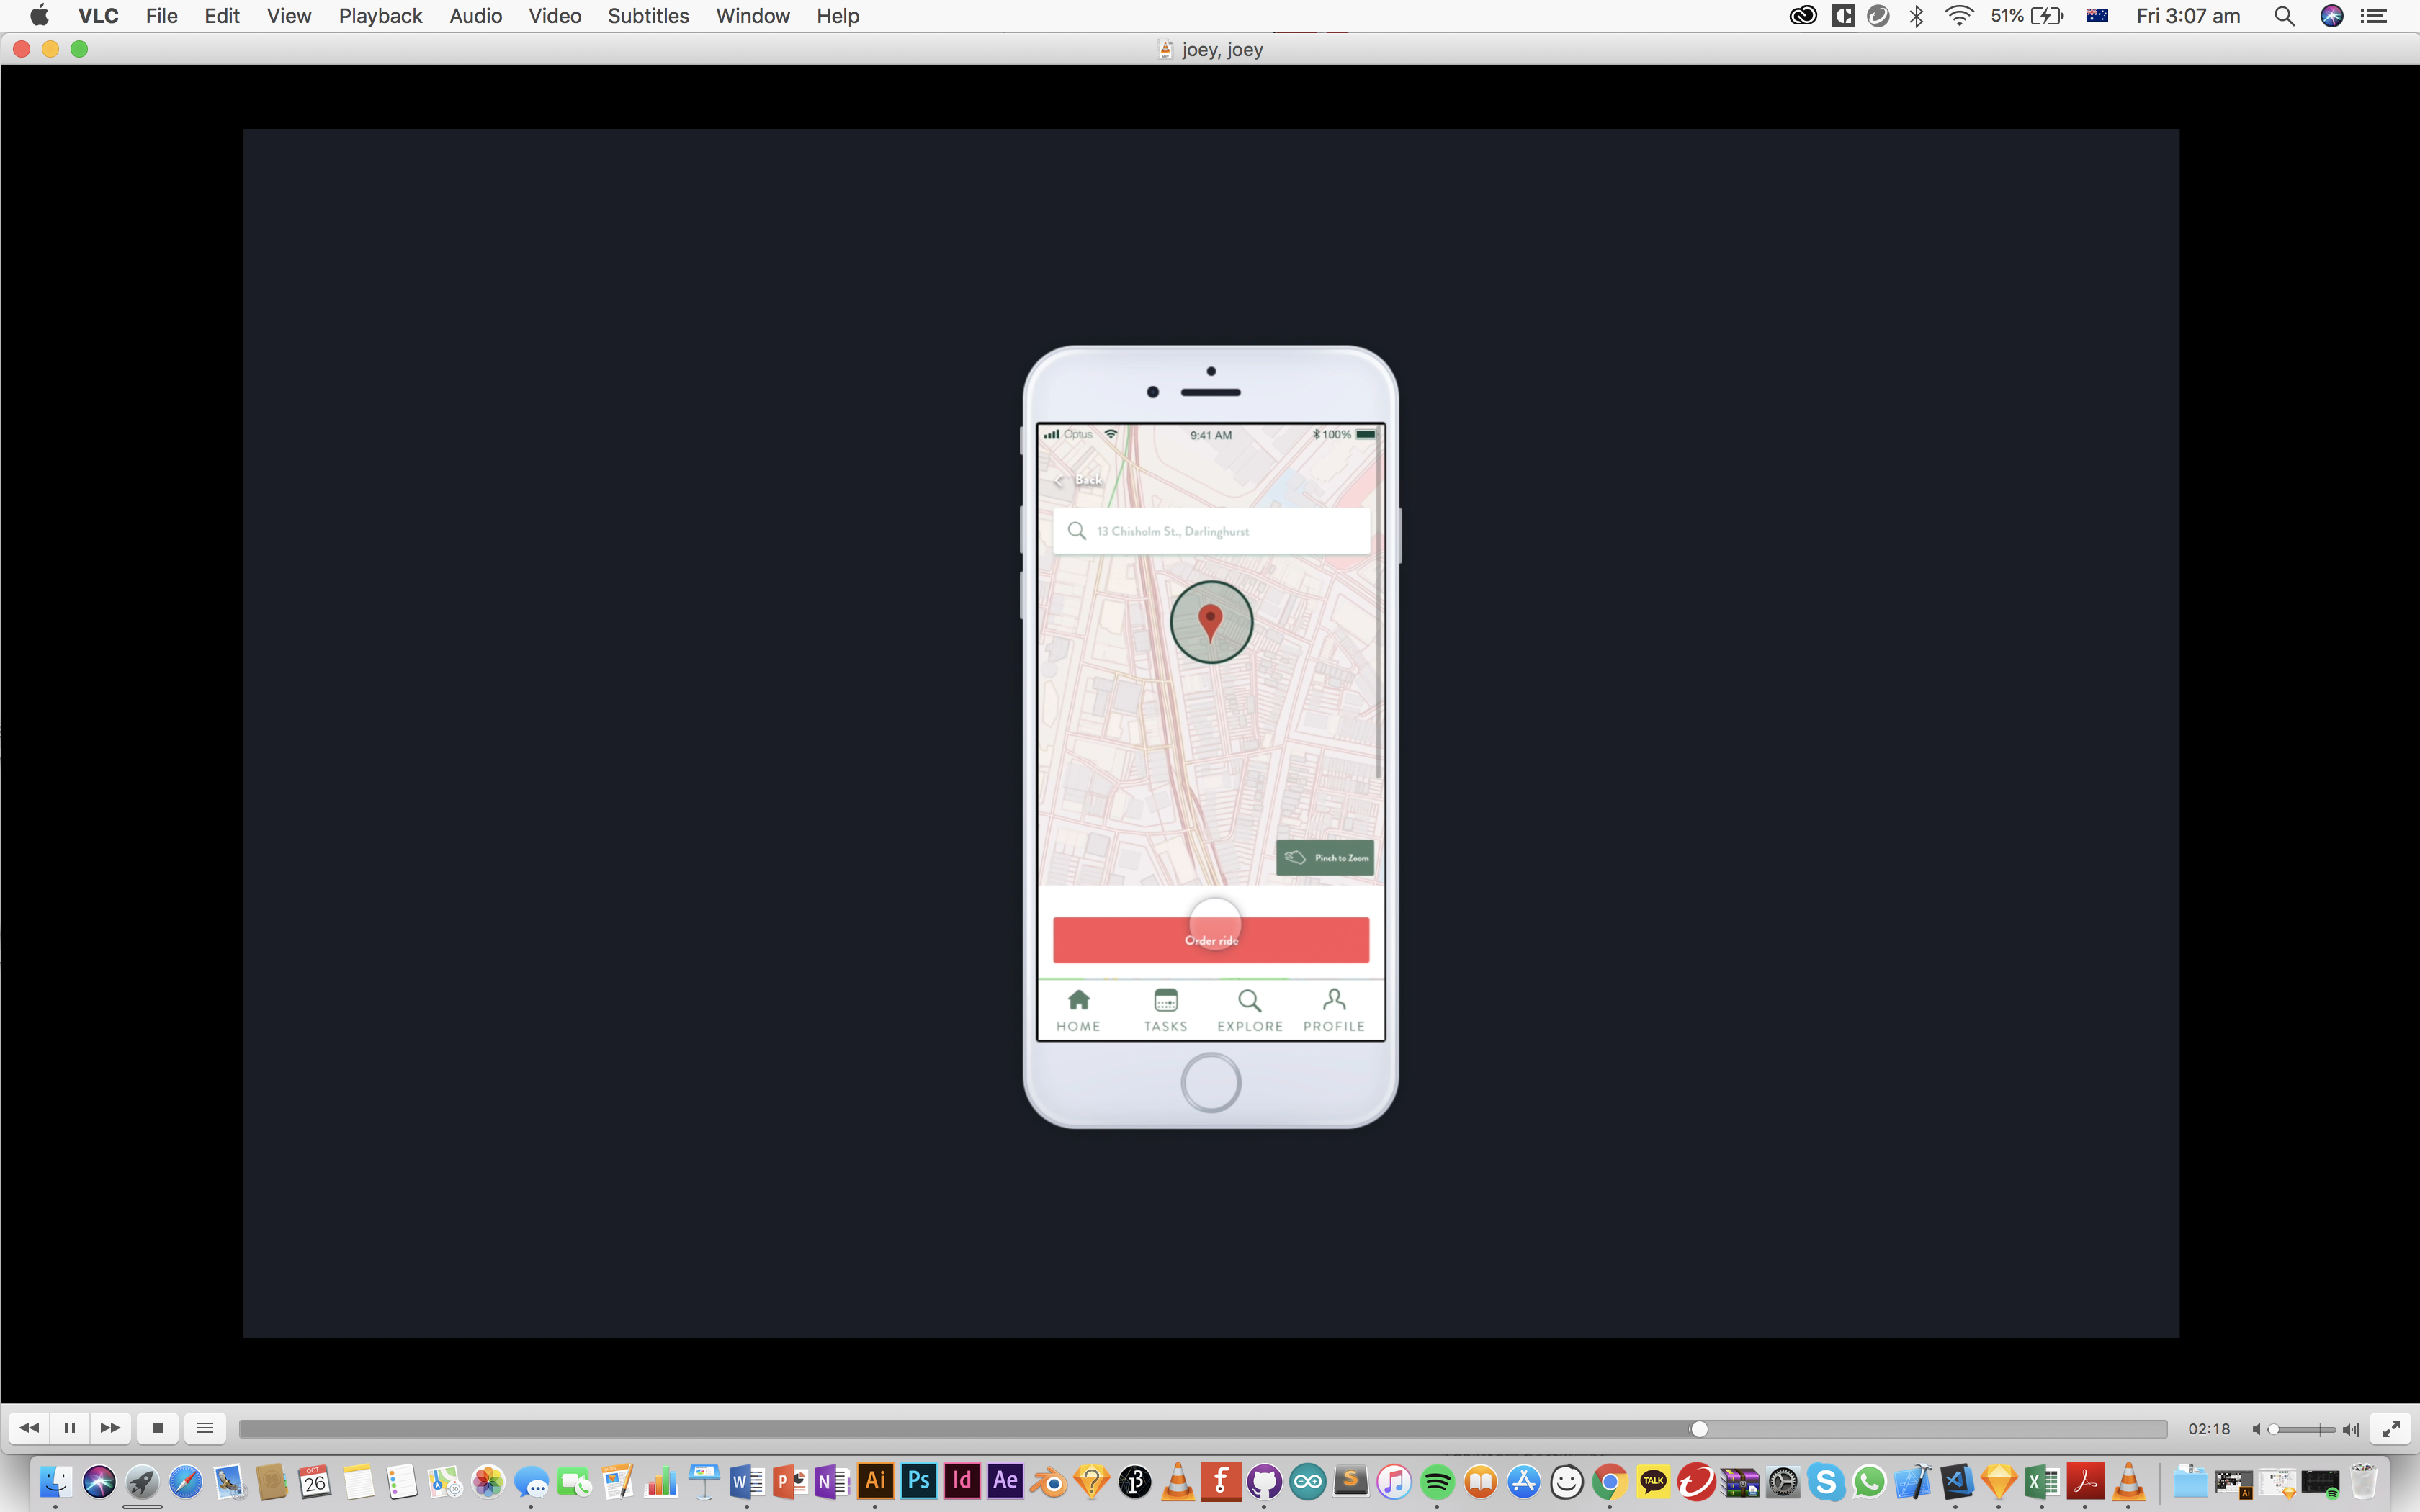 VLC File Edit View Playback Audio Video Subtitles Window Help 51% Fri 3:07 am
joey, joey
Optus 9:41 AM 100%
Back
13 Chisholm St., Darlinghurst
Pinch to Zoom
Order ride
HOME TASKS EXPLORE PROFILE
02:18
OCT
26
W P N Ai Ps Id Ae S TALK S X Ai